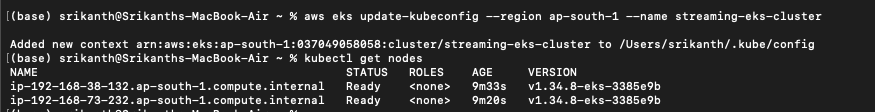 [(base) srikanth@Srikanths-MacBook-Air ~ % aws eks update-kubeconfig --region ap-south-1 --name streaming-eks-cluster
Added new context arn:aws:eks:ap-south-1:037049058058:cluster/streaming-eks-cluster to /Users/srikanth/.kube/config
[(base) srikanth@Srikanths-MacBook-Air ~ % kubectl get nodes
NAME STATUS ROLES AGE VERSION
ip-192-168-38-132.ap-south-1.compute.internal Ready <none> 9m33s v1.34.8-eks-3385e9b
ip-192-168-73-232.ap-south-1.compute.internal Ready <none> 9m20s v1.34.8-eks-3385e9b